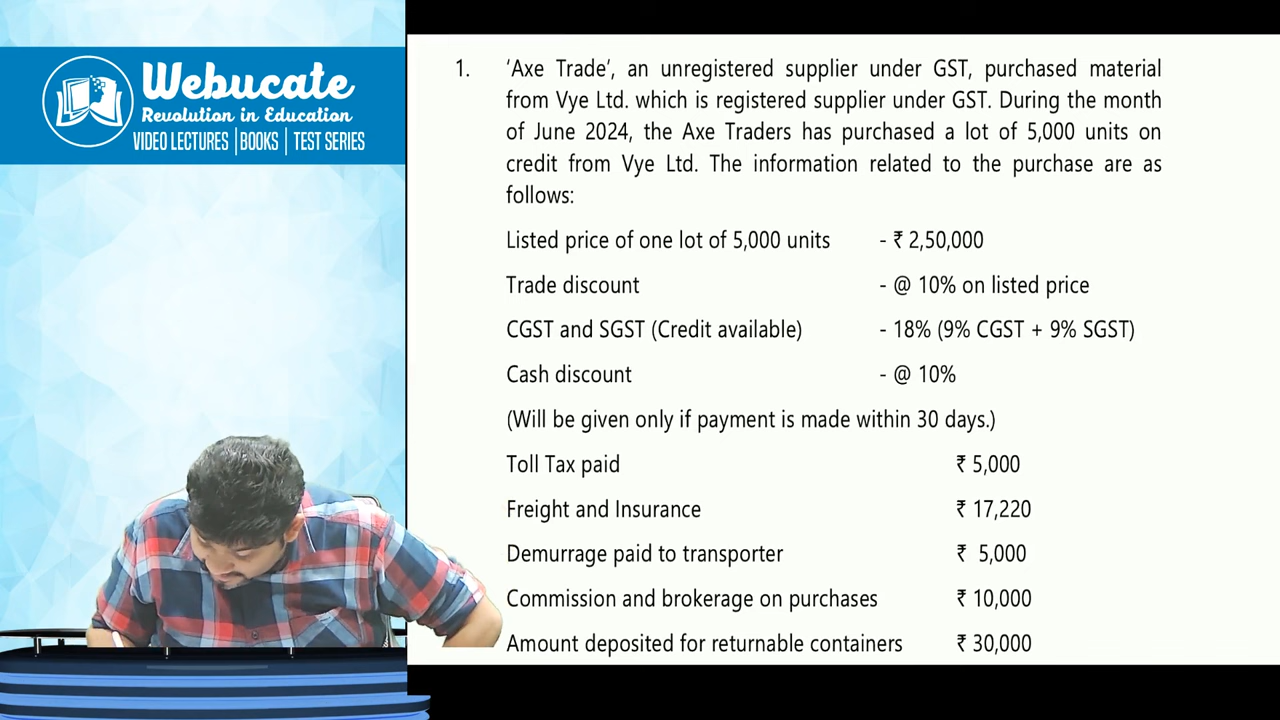 Webucate
Revolution in Education
VIDEO LECTURES | BOOKS | TEST SERIES
1. ‘Axe Trade’, an unregistered supplier under GST, purchased material
from Vye Ltd. which is registered supplier under GST. During the month
of June 2024, the Axe Traders has purchased a lot of 5,000 units on
credit from Vye Ltd. The information related to the purchase are as
follows:
Listed price of one lot of 5,000 units - ₹ 2,50,000
Trade discount - @ 10% on listed price
CGST and SGST (Credit available) - 18% (9% CGST + 9% SGST)
Cash discount - @ 10%
(Will be given only if payment is made within 30 days.)
Toll Tax paid ₹ 5,000
Freight and Insurance ₹ 17,220
Demurrage paid to transporter ₹ 5,000
Commission and brokerage on purchases ₹ 10,000
Amount deposited for returnable containers ₹ 30,000